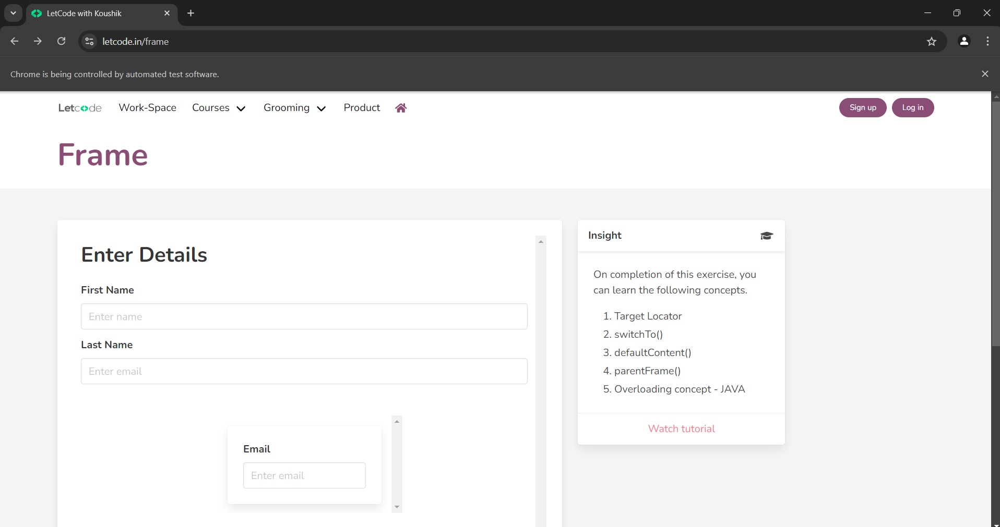 LetCode with Koushik
letcode.in/frame
Chrome is being controlled by automated test software.
Letcode Work-Space Courses Grooming Product Sign up Log in
Frame
Enter Details
First Name
Enter name
Last Name
Enter email
Email
Enter email
Insight
On completion of this exercise, you
can learn the following concepts.
1. Target Locator
2. switchTo()
3. defaultContent()
4. parentFrame()
5. Overloading concept - JAVA
Watch tutorial